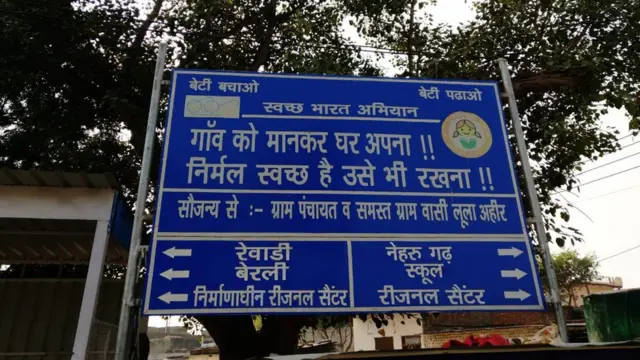 बेटी बचाओ
बेटी पढाओ
स्वच्छ भारत अभियान
गाँव को मानकर घर अपना !!
निर्मल स्वच्छ है उसे भी रखना !!
सौजन्य से :- ग्राम पंचायत व समस्त ग्राम वासी लूला अहीर
रेवाडी
बेरली
निर्माणाधीन रीजनल सैंटर
नेहरु गढ़
स्कूल
रीजनल सैंटर